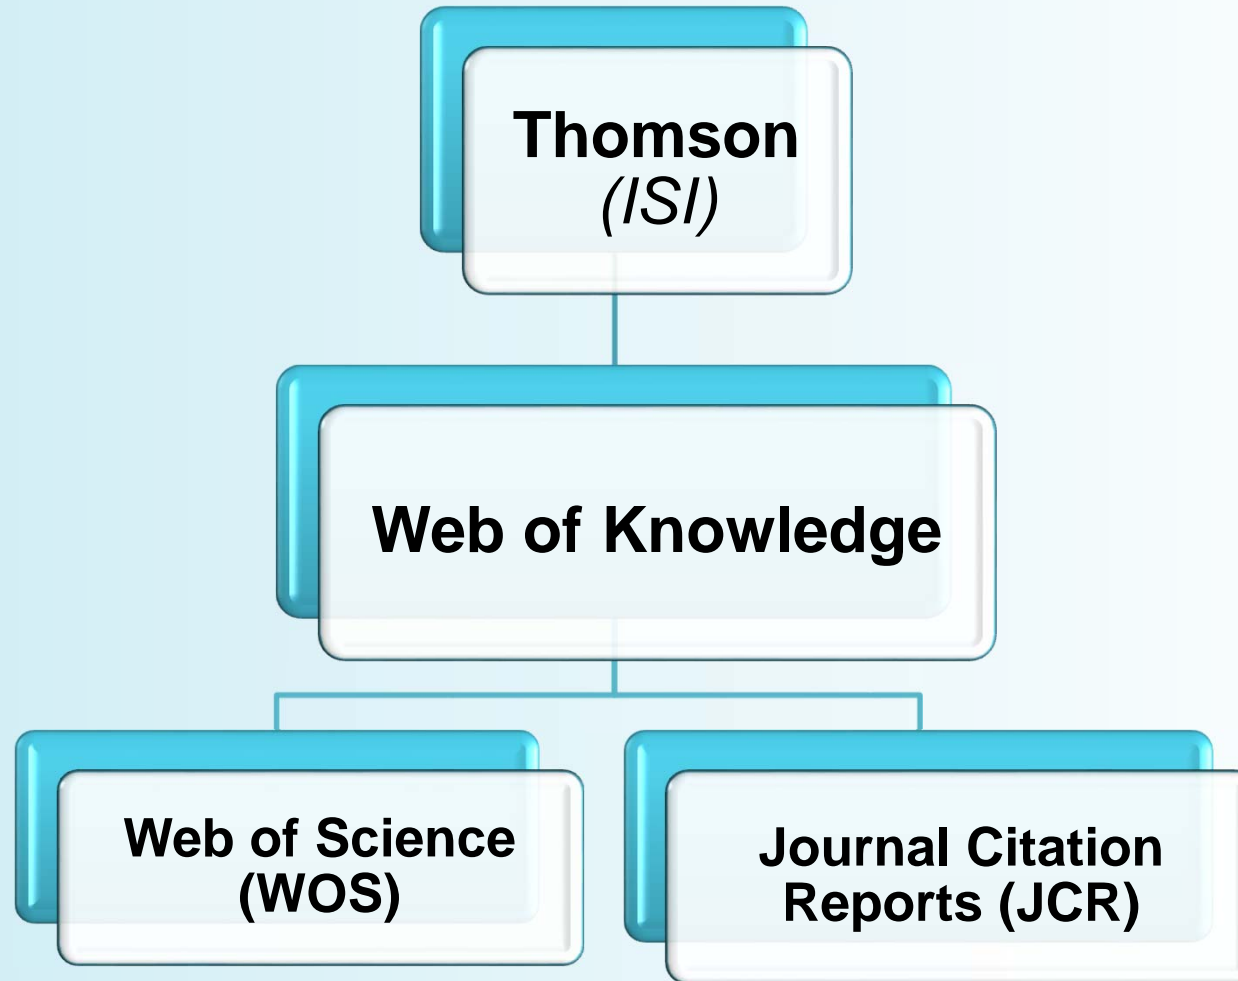 Thomson
(ISI)
Web of Knowledge
Web of Science
(WOS)
Journal Citation
Reports (JCR)